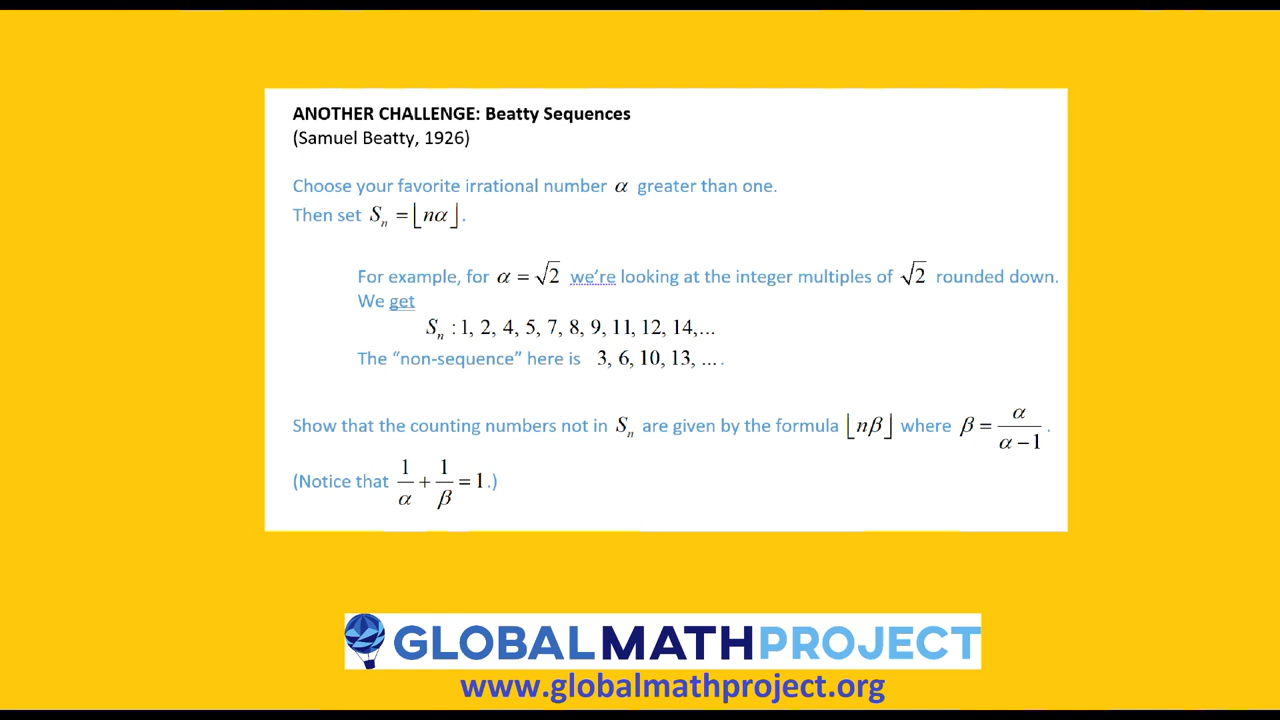 ANOTHER CHALLENGE: Beatty Sequences
(Samuel Beatty, 1926)
Choose your favorite irrational number α greater than one.
Then set Sₙ = ⌊nα⌋.
For example, for α = √2 we're looking at the integer multiples of √2 rounded down.
We get
Sₙ : 1, 2, 4, 5, 7, 8, 9, 11, 12, 14,...
The “non-sequence” here is 3, 6, 10, 13, ... .
Show that the counting numbers not in Sₙ are given by the formula ⌊nβ⌋ where β = α/(α − 1).
(Notice that 1/α + 1/β = 1.)
GLOBALMATHPROJECT
www.globalmathproject.org